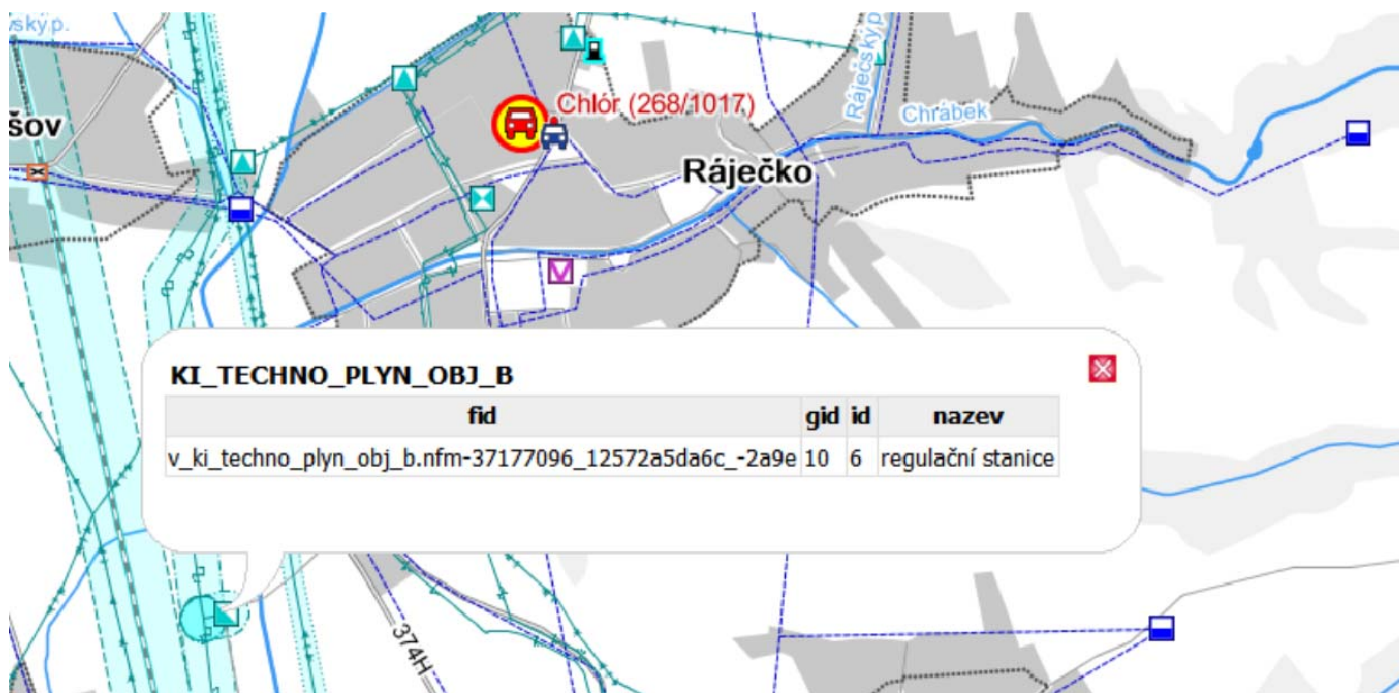 ský p.
Chlór (268/1017)
Ráječský p.
Chrábek
šov
Ráječko
KI_TECHNO_PLYN_OBJ_B
fid gid id nazev
v_ki_techno_plyn_obj_b.nfm-37177096_12572a5da6c_-2a9e 10 6 regulační stanice
374H